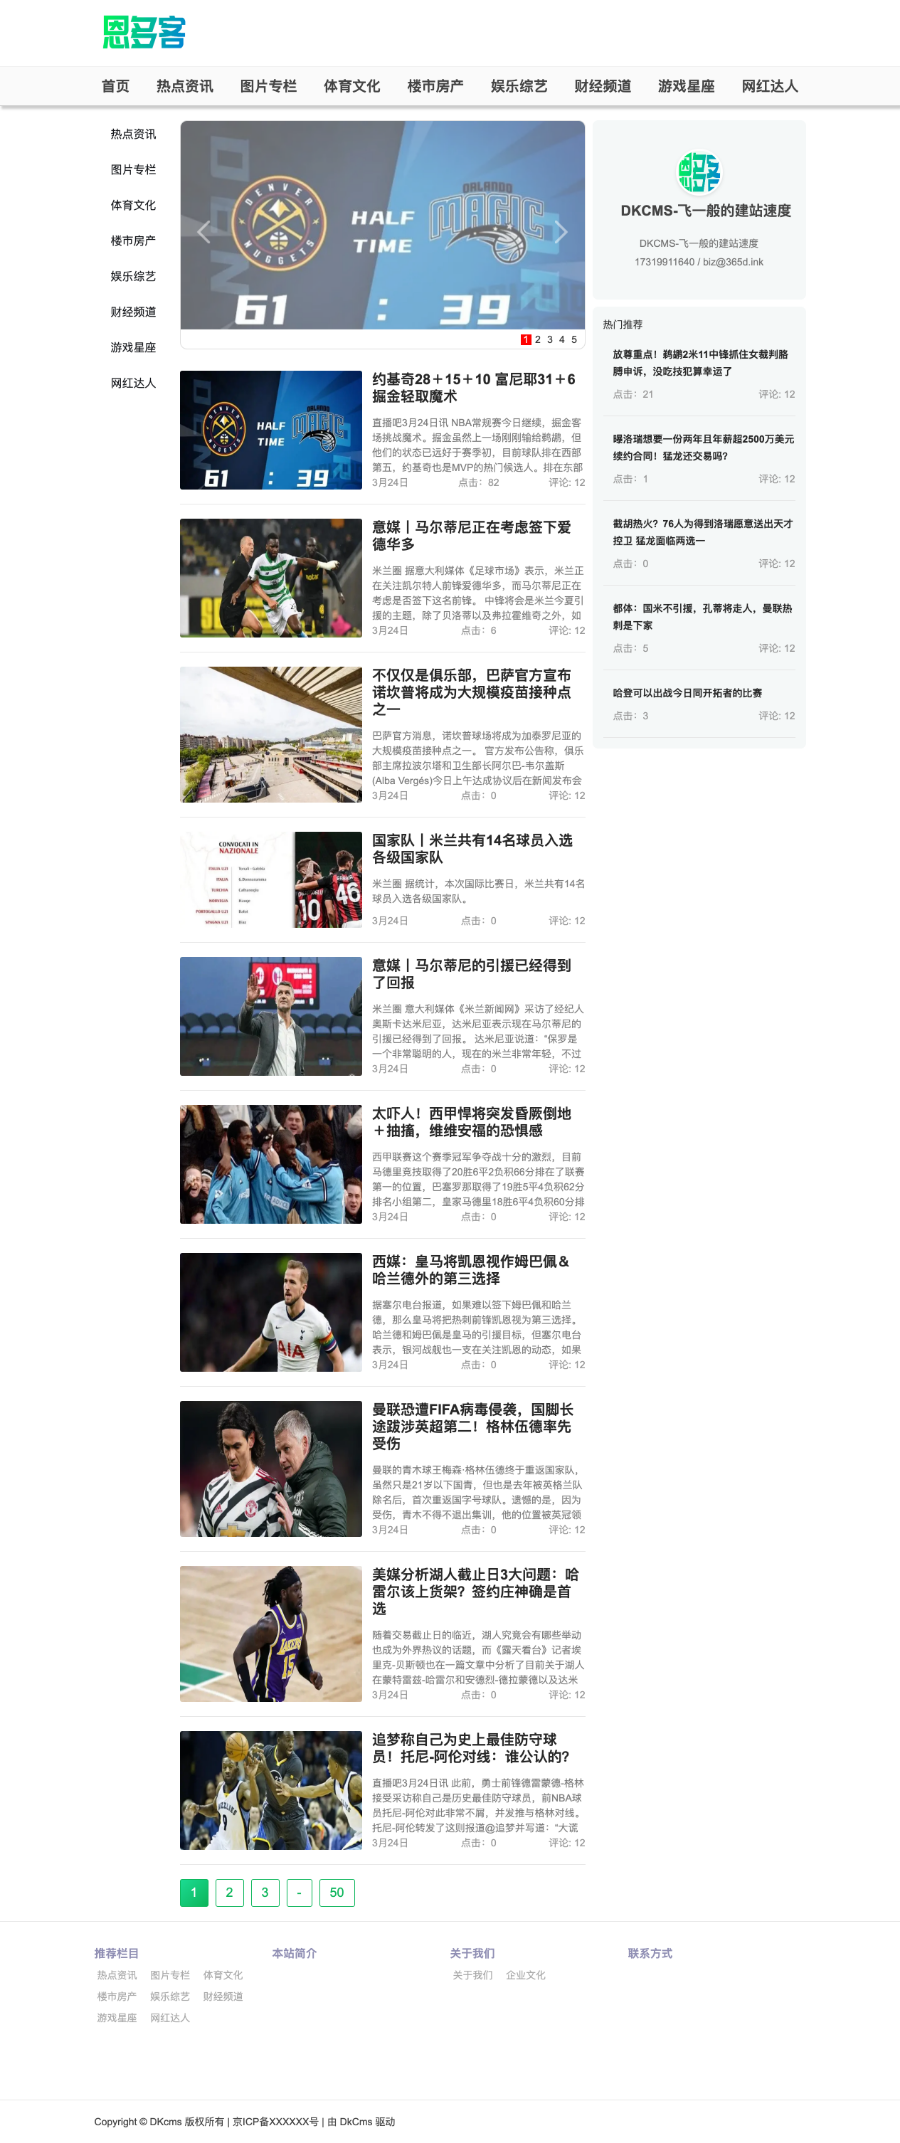 恩多客
首页 热点资讯 图片专栏 体育文化 楼市房产 娱乐综艺 财经频道 游戏星座 网红达人
热点资讯
图片专栏
体育文化
楼市房产
娱乐综艺
财经频道
游戏星座
网红达人
DENVER
NUGGETS
HALF
TIME
ORLANDO
MAGIC
61 : 39
1 2 3 4 5
DKCMS-飞一般的建站速度
DKCMS-飞一般的建站速度
17319911640 / biz@365d.ink
热门推荐
放尊重点！鹈鹕2米11中锋抓住女裁判胳
膊申诉，没吃技犯算幸运了
点击：21 评论: 12
曝洛瑞想要一份两年且年薪超2500万美元
续约合同！猛龙还交易吗？
点击：1 评论: 12
截胡热火？76人为得到洛瑞愿意送出天才
控卫 猛龙面临两选一
点击：0 评论: 12
都体：国米不引援，孔蒂将走人，曼联热
刺是下家
点击：5 评论: 12
哈登可以出战今日同开拓者的比赛
点击：3 评论: 12
HALF
TIME
MAGIC
61 : 39
约基奇28＋15＋10 富尼耶31＋6
掘金轻取魔术
直播吧3月24日讯 NBA常规赛今日继续，掘金客
场挑战魔术。掘金虽然上一场刚刚输给鹈鹕，但
他们的状态已远好于赛季初，目前球队排在西部
第五，约基奇也是MVP的热门候选人。排在东部
3月24日 点击：82 评论: 12
意媒丨马尔蒂尼正在考虑签下爱
德华多
米兰圈 据意大利媒体《足球市场》表示，米兰正
在关注凯尔特人前锋爱德华多，而马尔蒂尼正在
考虑是否签下这名前锋。 中锋将会是米兰今夏引
援的主题，除了贝洛蒂以及弗拉霍维奇之外，如
3月24日 点击：6 评论: 12
不仅仅是俱乐部，巴萨官方宣布
诺坎普将成为大规模疫苗接种点
之一
巴萨官方消息，诺坎普球场将成为加泰罗尼亚的
大规模疫苗接种点之一。 官方发布公告称，俱乐
部主席拉波尔塔和卫生部长阿尔巴-韦尔盖斯
(Alba Vergés)今日上午达成协议后在新闻发布会
3月24日 点击：0 评论: 12
CONVOCATI IN
NAZIONALE
10 46
国家队丨米兰共有14名球员入选
各级国家队
米兰圈 据统计，本次国际比赛日，米兰共有14名
球员入选各级国家队。
3月24日 点击：0 评论: 12
意媒丨马尔蒂尼的引援已经得到
了回报
米兰圈 意大利媒体《米兰新闻网》采访了经纪人
奥斯卡达米尼亚，达米尼亚表示现在马尔蒂尼的
引援已经得到了回报。 达米尼亚说道：“保罗是
一个非常聪明的人，现在的米兰非常年轻，不过
3月24日 点击：0 评论: 12
太吓人！西甲悍将突发昏厥倒地
＋抽搐，维维安福的恐惧感
西甲联赛这个赛季冠军争夺战十分的激烈，目前
马德里竞技取得了20胜6平2负积66分排在了联赛
第一的位置，巴塞罗那取得了19胜5平4负积62分
排名小组第二，皇家马德里18胜6平4负积60分排
3月24日 点击：0 评论: 12
AIA
西媒：皇马将凯恩视作姆巴佩＆
哈兰德外的第三选择
据塞尔电台报道，如果难以签下姆巴佩和哈兰
德，那么皇马将把热刺前锋凯恩视为第三选择。
哈兰德和姆巴佩是皇马的引援目标，但塞尔电台
表示，银河战舰也一支在关注凯恩的动态，如果
3月24日 点击：0 评论: 12
曼联恐遭FIFA病毒侵袭，国脚长
途跋涉英超第二！格林伍德率先
受伤
曼联的青木球王梅森·格林伍德终于重返国家队，
虽然只是21岁以下国青，但也是去年被英格兰队
除名后，首次重返国字号球队。遗憾的是，因为
受伤，青木不得不退出集训，他的位置被英冠领
3月24日 点击：0 评论: 12
LAKERS
15
美媒分析湖人截止日3大问题：哈
雷尔该上货架？签约庄神确是首
选
随着交易截止日的临近，湖人究竟会有哪些举动
也成为外界热议的话题，而《露天看台》记者埃
里克-贝斯顿也在一篇文章中分析了目前关于湖人
在蒙特雷兹-哈雷尔和安德烈-德拉蒙德以及达米
3月24日 点击：0 评论: 12
9
追梦称自己为史上最佳防守球
员！托尼-阿伦对线：谁公认的?
直播吧3月24日讯 此前，勇士前锋德雷蒙德-格林
接受采访称自己是历史最佳防守球员，前NBA球
员托尼-阿伦对此非常不屑，并发推与格林对线。
托尼-阿伦转发了这则报道@追梦并写道：“大谎
3月24日 点击：0 评论: 12
1 2 3 - 50
推荐栏目 本站简介 关于我们 联系方式
热点资讯 图片专栏 体育文化 关于我们 企业文化
楼市房产 娱乐综艺 财经频道
游戏星座 网红达人
Copyright © DKcms 版权所有 | 京ICP备XXXXXX号 | 由 DkCms 驱动